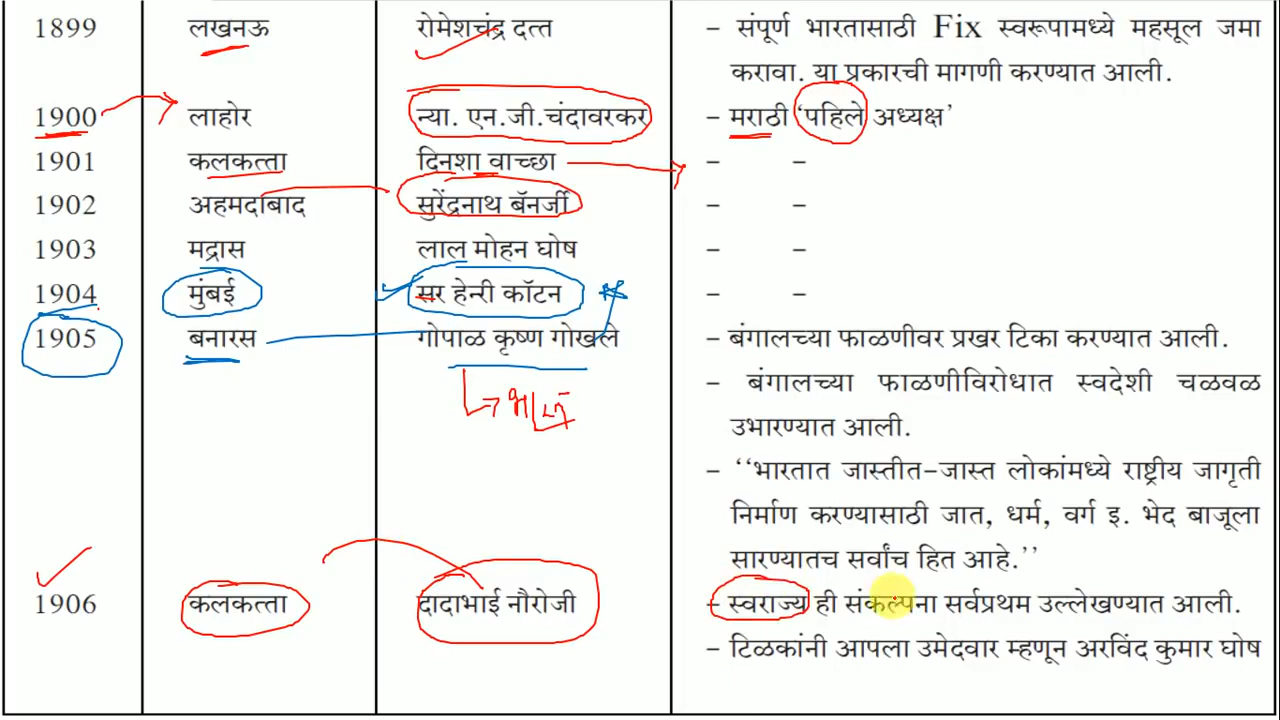 1899 लखनऊ रोमेशचंद्र दत्त – संपूर्ण भारतासाठी Fix स्वरूपामध्ये महसूल जमा
करावा. या प्रकारची मागणी करण्यात आली.
1900 लाहोर न्या. एन.जी.चंदावरकर – मराठी ‘पहिले अध्यक्ष’
1901 कलकत्ता दिनशा वाच्छा – –
1902 अहमदाबाद सुरेंद्रनाथ बॅनर्जी – –
1903 मद्रास लाल मोहन घोष – –
1904 मुंबई सर हेन्री कॉटन – –
1905 बनारस गोपाळ कृष्ण गोखले – बंगालच्या फाळणीवर प्रखर टिका करण्यात आली.
– बंगालच्या फाळणीविरोधात स्वदेशी चळवळ
उभारण्यात आली.
– ‘‘भारतात जास्तीत-जास्त लोकांमध्ये राष्ट्रीय जागृती
निर्माण करण्यासाठी जात, धर्म, वर्ग इ. भेद बाजूला
सारण्यातच सर्वांच हित आहे.’’
1906 कलकत्ता दादाभाई नौरोजी – स्वराज्य ही संकल्पना सर्वप्रथम उल्लेखण्यात आली.
– टिळकांनी आपला उमेदवार म्हणून अरविंद कुमार घोष